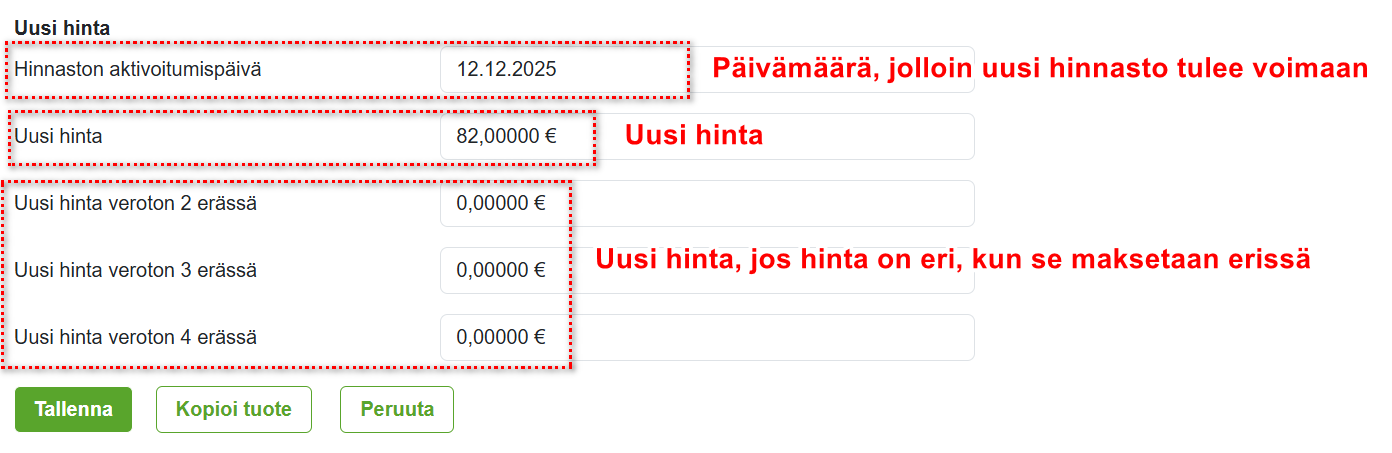 Uusi hinta
Hinnaston aktivoitumispäivä 12.12.2025 Päivämäärä, jolloin uusi hinnasto tulee voimaan
Uusi hinta 82,00000 € Uusi hinta
Uusi hinta veroton 2 erässä 0,00000 €
Uusi hinta, jos hinta on eri, kun se maksetaan erissä
Uusi hinta veroton 3 erässä 0,00000 €
Uusi hinta veroton 4 erässä 0,00000 €
Tallenna Kopioi tuote Peruuta